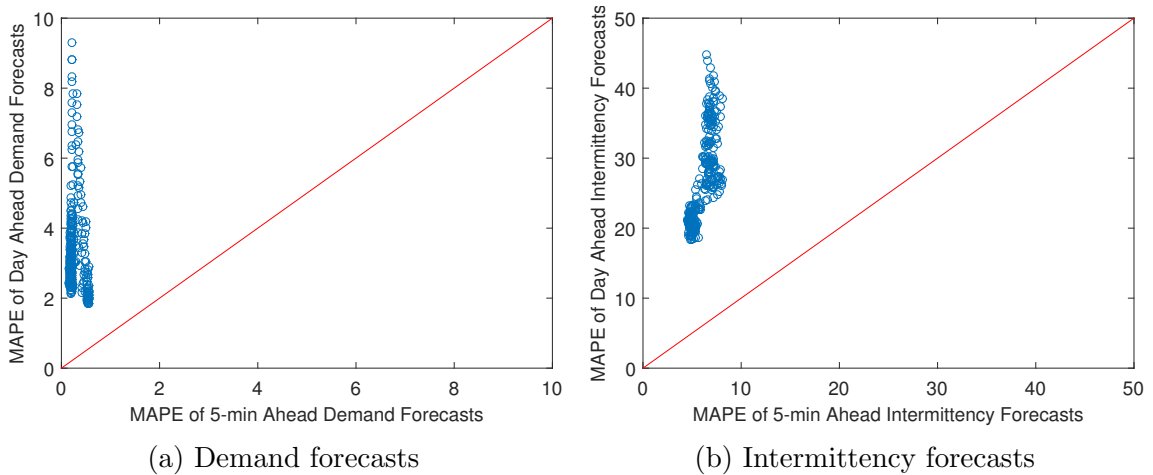 MAPE of Day Ahead Demand Forecasts
10
8
6
4
2
0
0 2 4 6 8 10
MAPE of 5-min Ahead Demand Forecasts
(a) Demand forecasts
MAPE of Day Ahead Intermittency Forecasts
50
40
30
20
10
0
0 10 20 30 40 50
MAPE of 5-min Ahead Intermittency Forecasts
(b) Intermittency forecasts